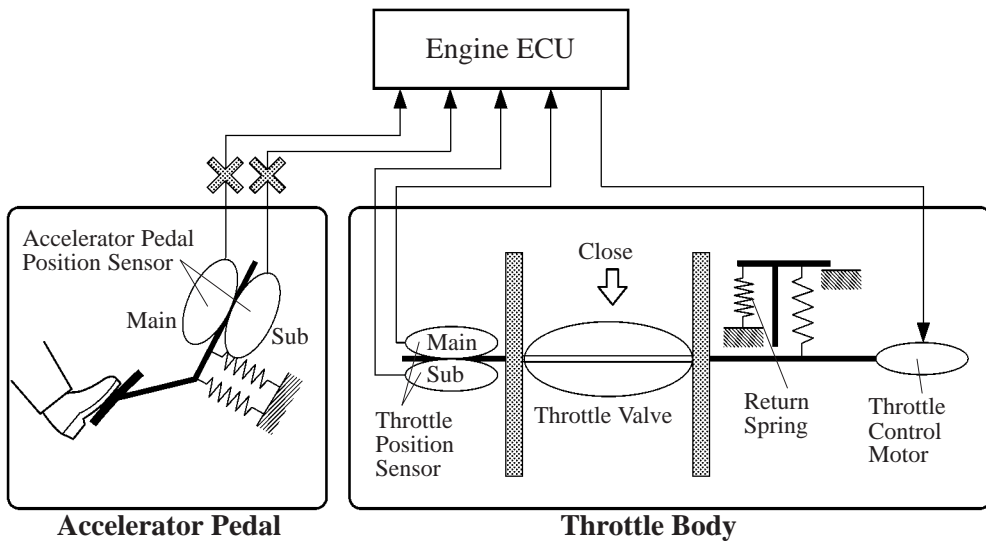 Engine ECU
Accelerator Pedal
Position Sensor
Main
Sub
Accelerator Pedal
Close
Main
Sub
Throttle
Position
Sensor
Throttle Valve
Return
Spring
Throttle
Control
Motor
Throttle Body